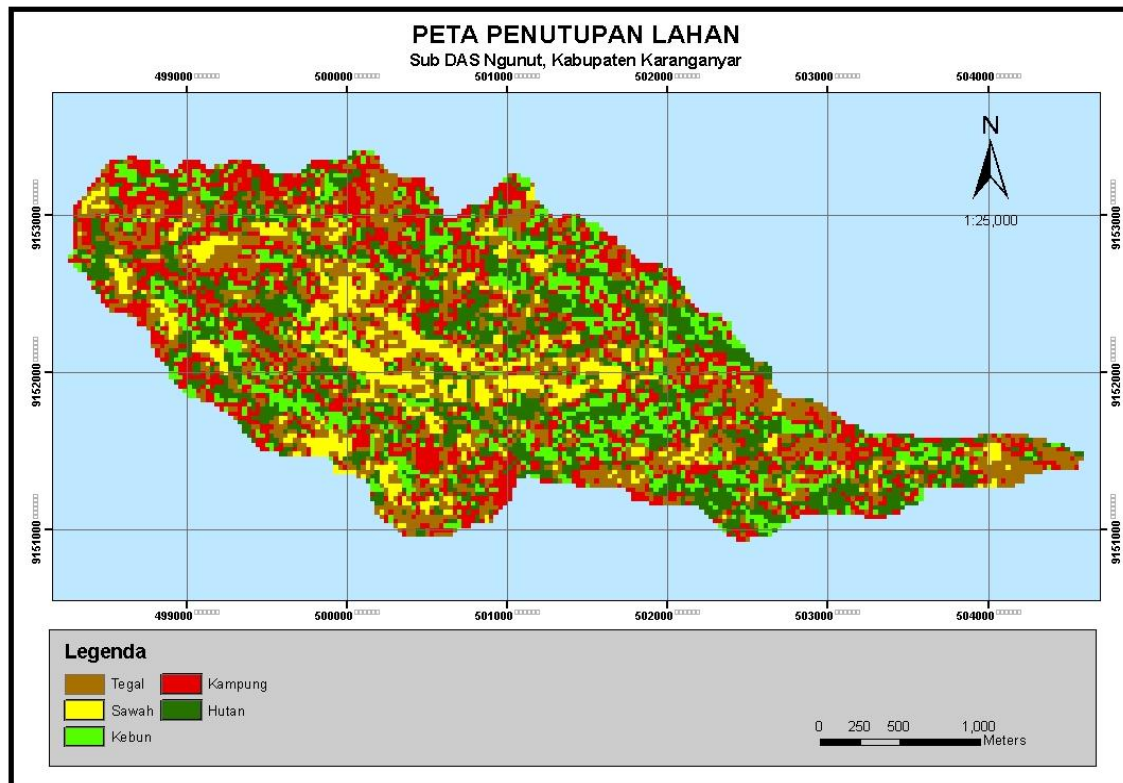 PETA PENUTUPAN LAHAN
Sub DAS Ngunut, Kabupaten Karanganyar
499000 500000 501000 502000 503000 504000
N
1:25,000
9153000 9153000
9152000 9152000
9151000 9151000
499000 500000 501000 502000 503000 504000
Legenda
Tegal Kampung
Sawah Hutan
Kebun
0 250 500 1,000
Meters